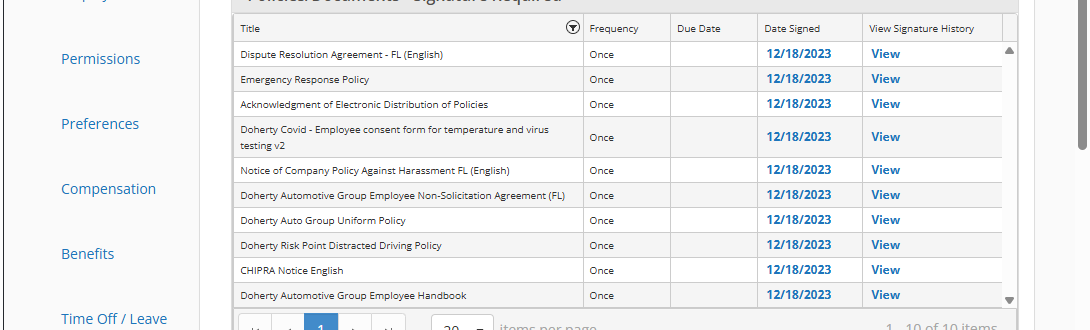 Policies/Documents - Signature Required
Title Frequency Due Date Date Signed View Signature History
Dispute Resolution Agreement - FL (English) Once 12/18/2023 View
Permissions
Emergency Response Policy Once 12/18/2023 View
Acknowledgment of Electronic Distribution of Policies Once 12/18/2023 View
Preferences
Doherty Covid - Employee consent form for temperature and virus
testing v2 Once 12/18/2023 View
Notice of Company Policy Against Harassment FL (English) Once 12/18/2023 View
Compensation
Doherty Automotive Group Employee Non-Solicitation Agreement (FL) Once 12/18/2023 View
Doherty Auto Group Uniform Policy Once 12/18/2023 View
Doherty Risk Point Distracted Driving Policy Once 12/18/2023 View
Benefits
CHIPRA Notice English Once 12/18/2023 View
Doherty Automotive Group Employee Handbook Once 12/18/2023 View
Time Off / Leave
1 20 items per page 1 - 10 of 10 items